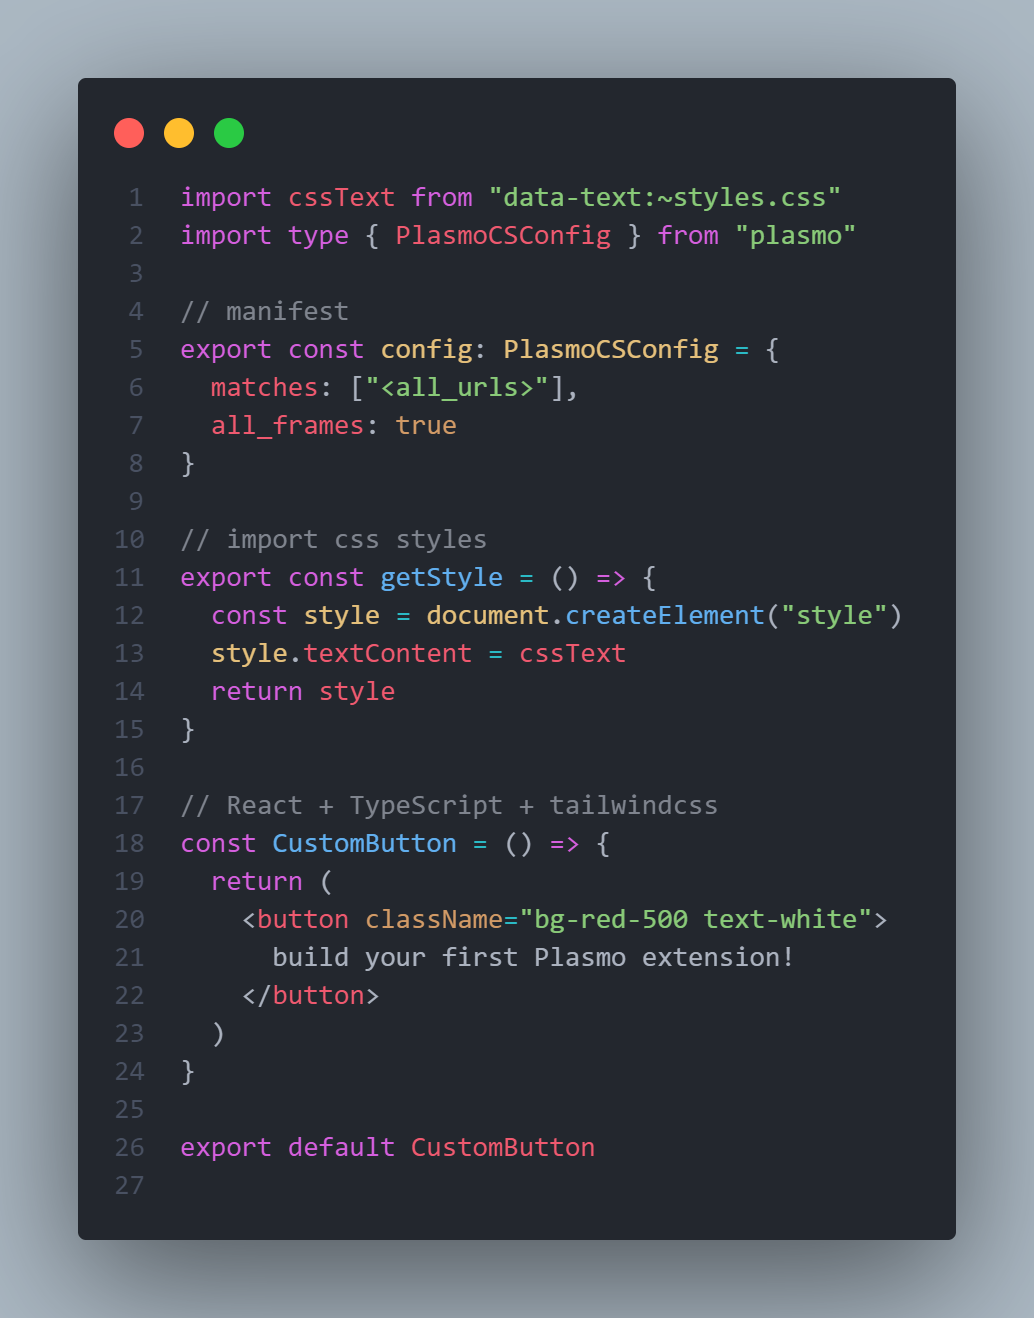 1 import cssText from "data-text:~styles.css"
2 import type { PlasmoCSConfig } from "plasmo"
3
4 // manifest
5 export const config: PlasmoCSConfig = {
6   matches: ["<all_urls>"],
7   all_frames: true
8 }
9
10 // import css styles
11 export const getStyle = () => {
12   const style = document.createElement("style")
13   style.textContent = cssText
14   return style
15 }
16
17 // React + TypeScript + tailwindcss
18 const CustomButton = () => {
19   return (
20     <button className="bg-red-500 text-white">
21       build your first Plasmo extension!
22     </button>
23   )
24 }
25
26 export default CustomButton
27